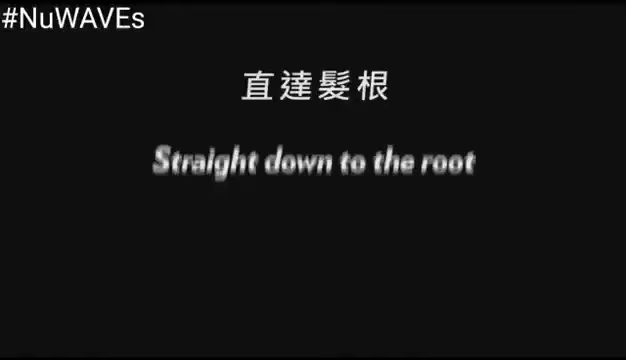 #NuWAVEs
直達髮根
Straight down to the root